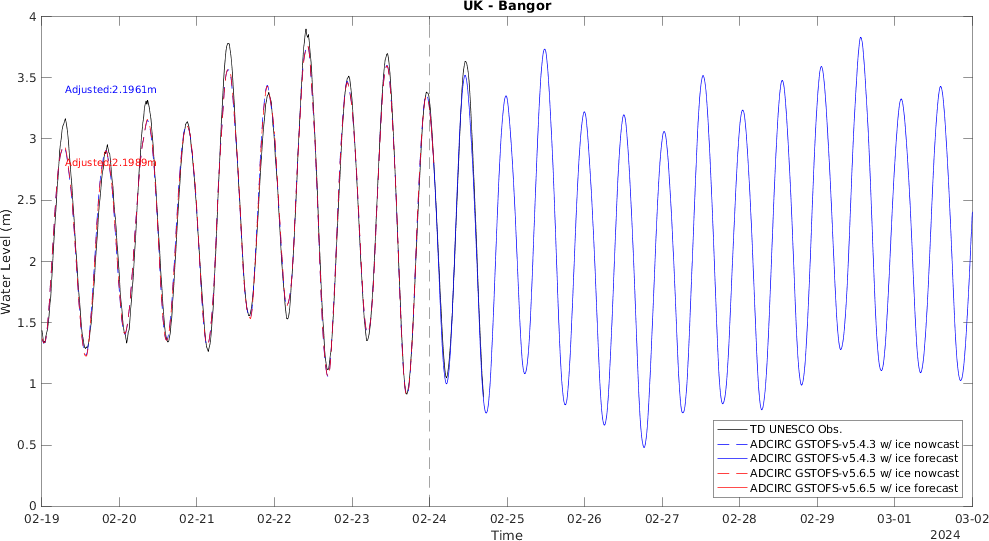 UK - Bangor
4
3.5
3
2.5
2
1.5
1
0.5
0
Water Level (m)
Adjusted:2.1961m
Adjusted:2.1989m
TD UNESCO Obs.
ADCIRC GSTOFS-v5.4.3 w/ ice nowcast
ADCIRC GSTOFS-v5.4.3 w/ ice forecast
ADCIRC GSTOFS-v5.6.5 w/ ice nowcast
ADCIRC GSTOFS-v5.6.5 w/ ice forecast
02-19 02-20 02-21 02-22 02-23 02-24 02-25 02-26 02-27 02-28 02-29 03-01 03-02
Time
2024